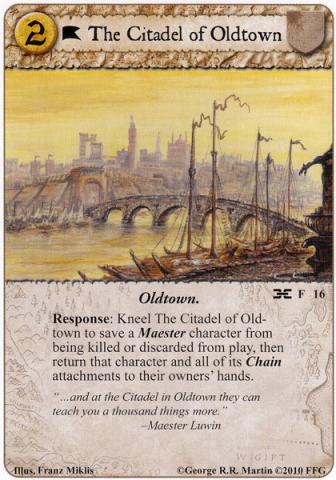 2
The Citadel of Oldtown
Oldtown.
F 16
Response: Kneel The Citadel of Old-
town to save a Maester character from
being killed or discarded from play, then
return that character and all of its Chain
attachments to their owners' hands.
"...and at the Citadel in Oldtown they can
teach you a thousand things more."
–Maester Luwin
W GIFT
Illus. Franz Miklis
©George R.R. Martin ©2010 FFG